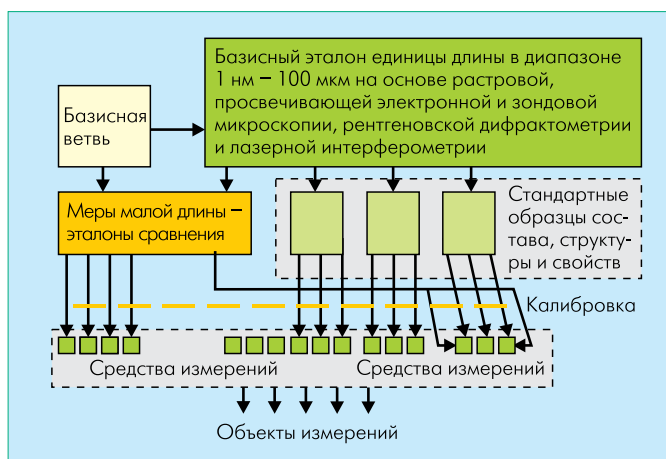 Базисный эталон единицы длины в диапазоне
1 нм – 100 мкм на основе растровой,
просвечивающей электронной и зондовой
микроскопии, рентгеновской дифрактометрии
и лазерной интерферометрии
Базисная
ветвь
Меры малой длины –
эталоны сравнения
Стандартные
образцы сос-
тава, структу-
ры и свойств
Калибровка
Средства измерений
Средства измерений
Объекты измерений